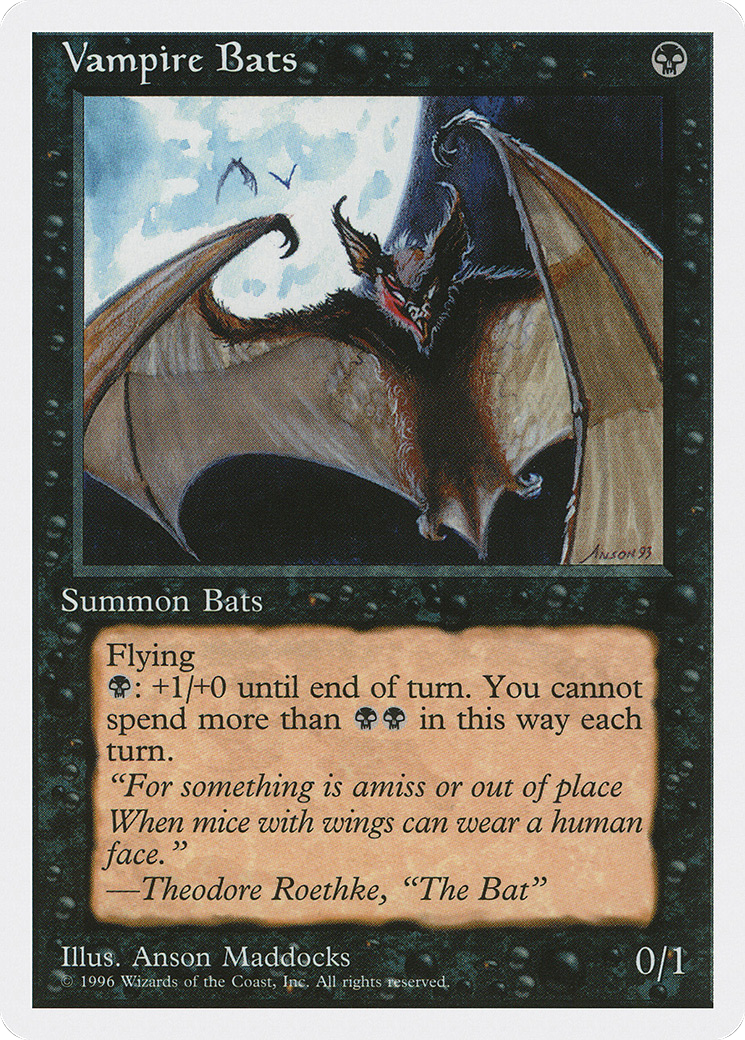 Vampire Bats
ANSON 93
Summon Bats
Flying
: +1/+0 until end of turn. You cannot
spend more than in this way each
turn.
“For something is amiss or out of place
When mice with wings can wear a human
face.”
—Theodore Roethke, “The Bat”
Illus. Anson Maddocks
0/1
© 1996 Wizards of the Coast, Inc. All rights reserved.